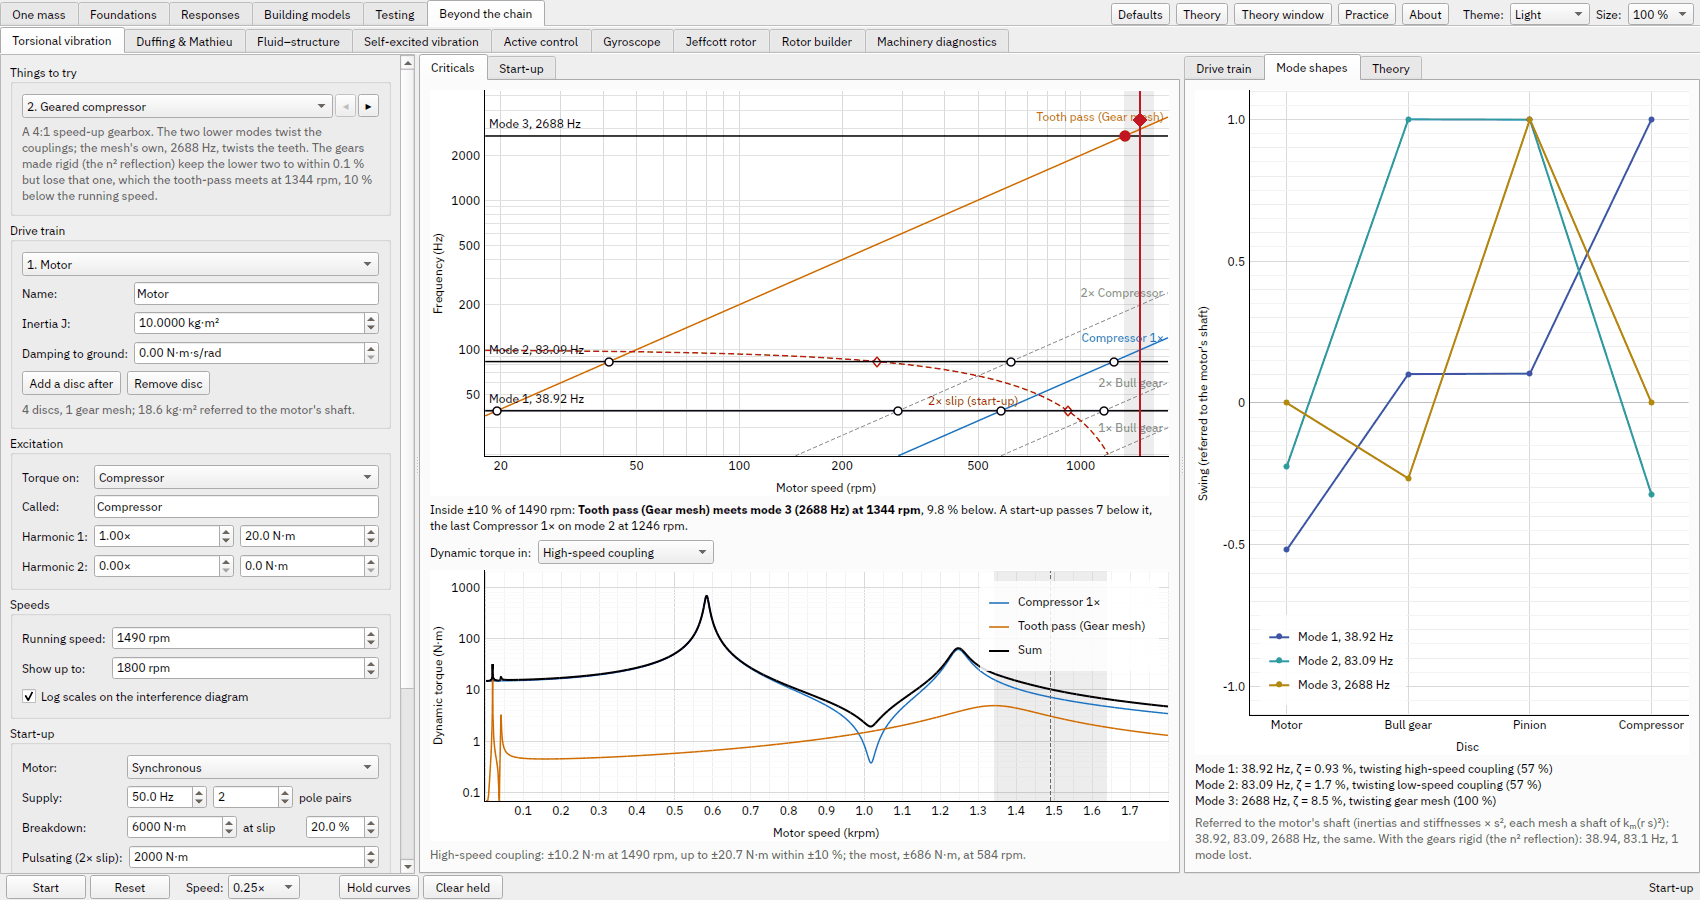 One mass
Foundations
Responses
Building models
Testing
Beyond the chain
Defaults
Theory
Theory window
Practice
About
Theme:
Light
Size:
100 %
Torsional vibration
Duffing & Mathieu
Fluid–structure
Self-excited vibration
Active control
Gyroscope
Jeffcott rotor
Rotor builder
Machinery diagnostics
Things to try
2. Geared compressor
A 4:1 speed-up gearbox. The two lower modes twist the
couplings; the mesh's own, 2688 Hz, twists the teeth. The gears
made rigid (the n² reflection) keep the lower two to within 0.1 %
but lose that one, which the tooth-pass meets at 1344 rpm, 10 %
below the running speed.
Drive train
1. Motor
Name:
Motor
Inertia J:
10.0000 kg·m²
Damping to ground:
0.00 N·m·s/rad
Add a disc after
Remove disc
4 discs, 1 gear mesh; 18.6 kg·m² referred to the motor's shaft.
Excitation
Torque on:
Compressor
Called:
Compressor
Harmonic 1:
1.00×
20.0 N·m
Harmonic 2:
0.00×
0.0 N·m
Speeds
Running speed:
1490 rpm
Show up to:
1800 rpm
Log scales on the interference diagram
Start-up
Motor:
Synchronous
Supply:
50.0 Hz
2
pole pairs
Breakdown:
6000 N·m
at slip
20.0 %
Pulsating (2× slip):
2000 N·m
Start
Reset
Speed:
0.25×
Hold curves
Clear held
Start-up
Criticals
Start-up
Frequency (Hz)
2000
1000
500
200
100
50
Mode 3, 2688 Hz
Tooth pass (Gear mesh)
2× Compressor
Compressor 1×
Mode 2, 83.09 Hz
2× Bull gear
Mode 1, 38.92 Hz
2× slip (start-up)
1× Bull gear
20
50
100
200
500
1000
Motor speed (rpm)
Inside ±10 % of 1490 rpm: Tooth pass (Gear mesh) meets mode 3 (2688 Hz) at 1344 rpm, 9.8 % below. A start-up passes 7 below it,
the last Compressor 1× on mode 2 at 1246 rpm.
Dynamic torque in:
High-speed coupling
Dynamic torque (N·m)
1000
100
10
1
0.1
Compressor 1×
Tooth pass (Gear mesh)
Sum
0.1
0.2
0.3
0.4
0.5
0.6
0.7
0.8
0.9
1.0
1.1
1.2
1.3
1.4
1.5
1.6
1.7
Motor speed (krpm)
High-speed coupling: ±10.2 N·m at 1490 rpm, up to ±20.7 N·m within ±10 %; the most, ±686 N·m, at 584 rpm.
Drive train
Mode shapes
Theory
Swing (referred to the motor's shaft)
1.0
0.5
0
-0.5
-1.0
Mode 1, 38.92 Hz
Mode 2, 83.09 Hz
Mode 3, 2688 Hz
Motor
Bull gear
Pinion
Compressor
Disc
Mode 1: 38.92 Hz, ζ = 0.93 %, twisting high-speed coupling (57 %)
Mode 2: 83.09 Hz, ζ = 1.7 %, twisting low-speed coupling (57 %)
Mode 3: 2688 Hz, ζ = 8.5 %, twisting gear mesh (100 %)
Referred to the motor's shaft (inertias and stiffnesses × s², each mesh a shaft of kₘ(r s)²):
38.92, 83.09, 2688 Hz, the same. With the gears rigid (the n² reflection): 38.94, 83.1 Hz, 1
mode lost.